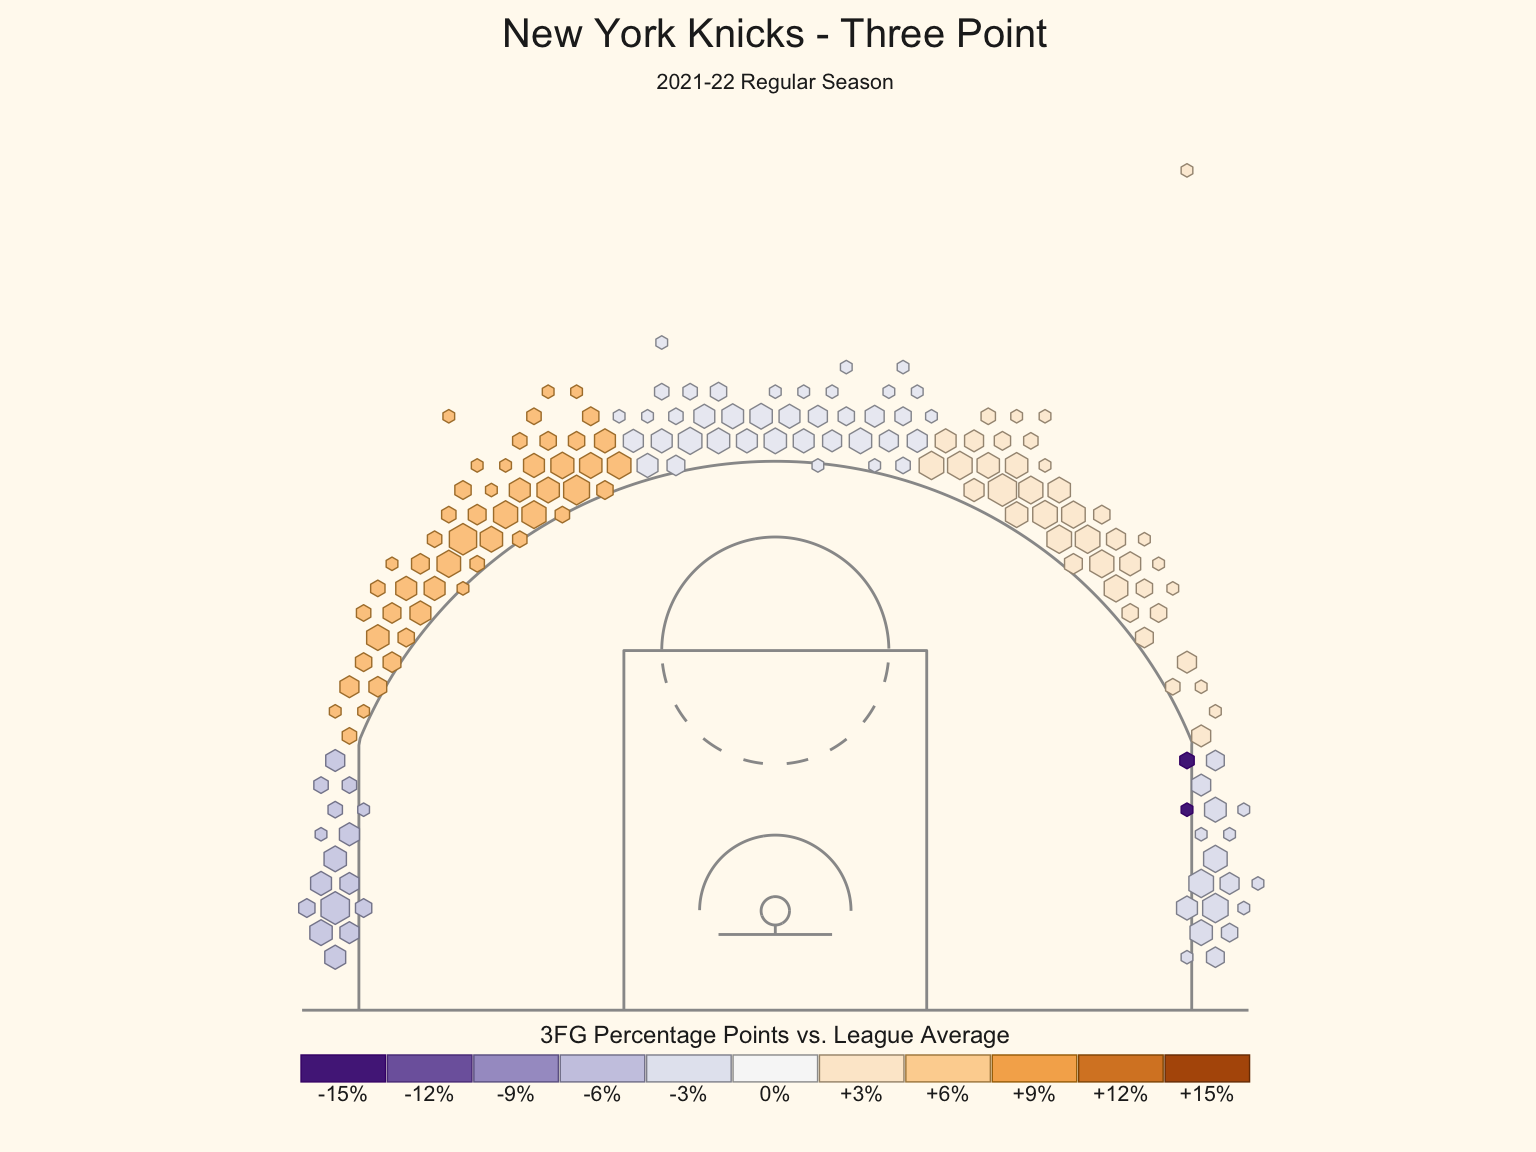 New York Knicks - Three Point
2021-22 Regular Season
3FG Percentage Points vs. League Average
-15% -12% -9% -6% -3% 0% +3% +6% +9% +12% +15%